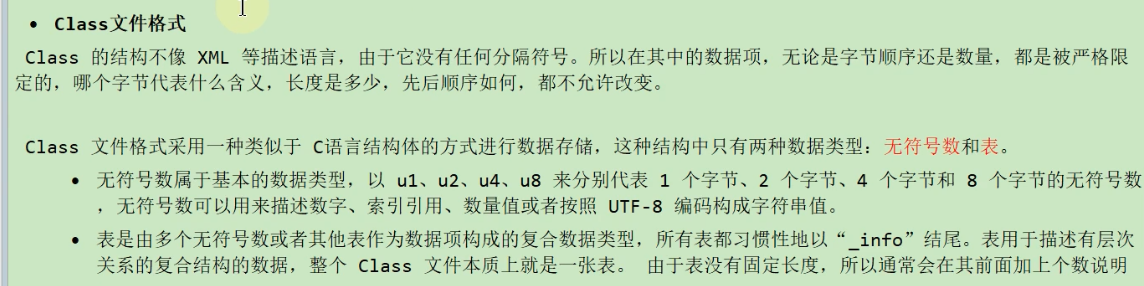 • Class文件格式
Class 的结构不像 XML 等描述语言，由于它没有任何分隔符号。所以在其中的数据项，无论是字节顺序还是数量，都是被严格限
定的，哪个字节代表什么含义，长度是多少，先后顺序如何，都不允许改变。
Class 文件格式采用一种类似于 C语言结构体的方式进行数据存储，这种结构中只有两种数据类型：无符号数和表。
• 无符号数属于基本的数据类型，以 u1、u2、u4、u8 来分别代表 1 个字节、2 个字节、4 个字节和 8 个字节的无符号数
，无符号数可以用来描述数字、索引引用、数量值或者按照 UTF-8 编码构成字符串值。
• 表是由多个无符号数或者其他表作为数据项构成的复合数据类型，所有表都习惯性地以“_info”结尾。表用于描述有层次
关系的复合结构的数据，整个 Class 文件本质上就是一张表。 由于表没有固定长度，所以通常会在其前面加上个数说明